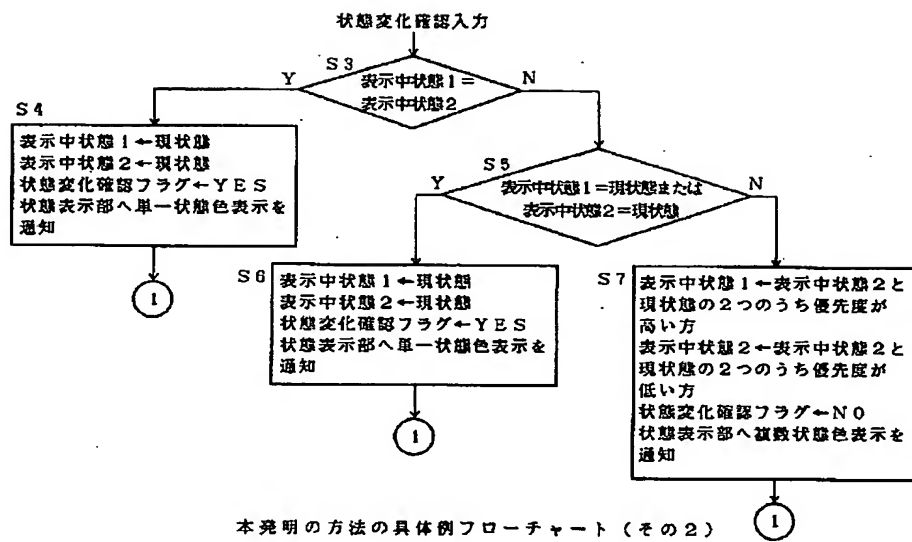 状態変化確認入力
S3
Y
N
表示中状態1=
表示中状態2
S4
表示中状態1←現状態
表示中状態2←現状態
状態変化確認フラグ←YES
状態表示部へ単一状態色表示を
通知
1
S5
Y
N
表示中状態1=現状態または
表示中状態2=現状態
S6
表示中状態1←現状態
表示中状態2←現状態
状態変化確認フラグ←YES
状態表示部へ単一状態色表示を
通知
1
S7
表示中状態1←表示中状態2と
現状態の2つのうち優先度が
高い方
表示中状態2←表示中状態2と
現状態の2つのうち優先度が
低い方
状態変化確認フラグ←NO
状態表示部へ複数状態色表示を
通知
1
本発明の方法の具体例フローチャート(その2)